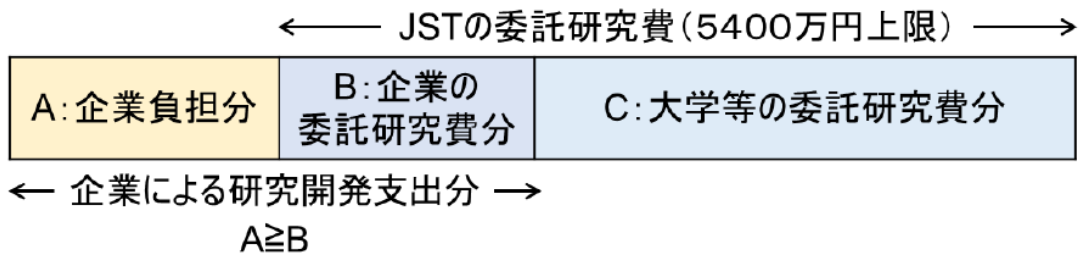 JSTの委託研究費（5400万円上限）
A：企業負担分
B：企業の
委託研究費分
C：大学等の委託研究費分
企業による研究開発支出分
A≧B